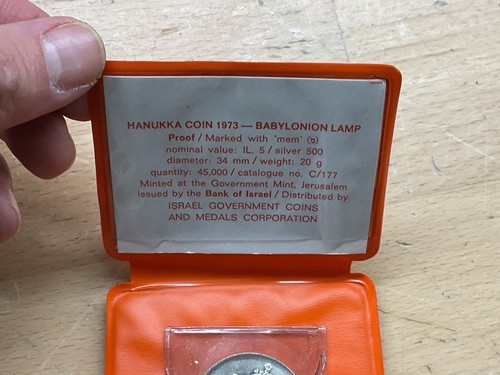 HANUKKA COIN 1973 — BABYLONION LAMP
Proof / Marked with 'mem' (מ)
nominal value: IL. 5 / silver 500
diameter: 34 mm / weight: 20 g
quantity: 45,000 / catalogue no. C/177
Minted at the Government Mint, Jerusalem
Issued by the Bank of Israel / Distributed by
ISRAEL GOVERNMENT COINS
AND MEDALS CORPORATION